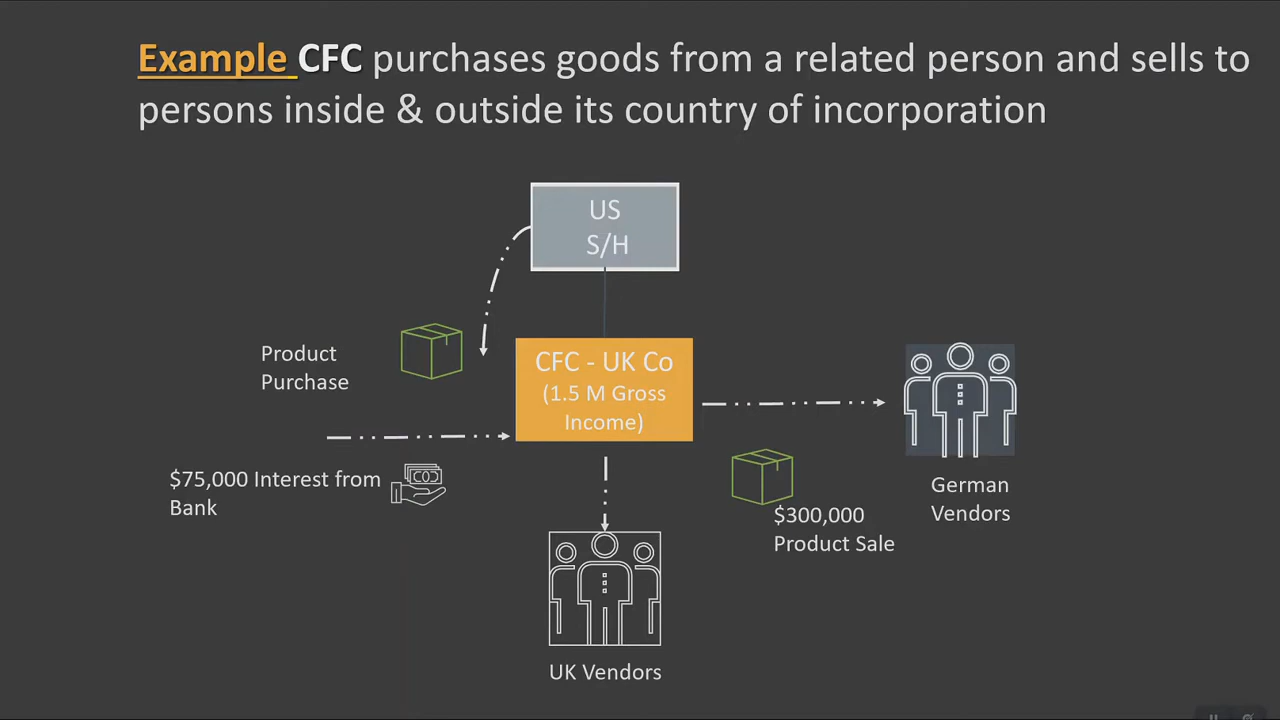 Example CFC purchases goods from a related person and sells to
persons inside & outside its country of incorporation
US
S/H
Product
Purchase
CFC - UK Co
(1.5 M Gross
Income)
$75,000 Interest from
Bank
German
Vendors
$300,000
Product Sale
UK Vendors